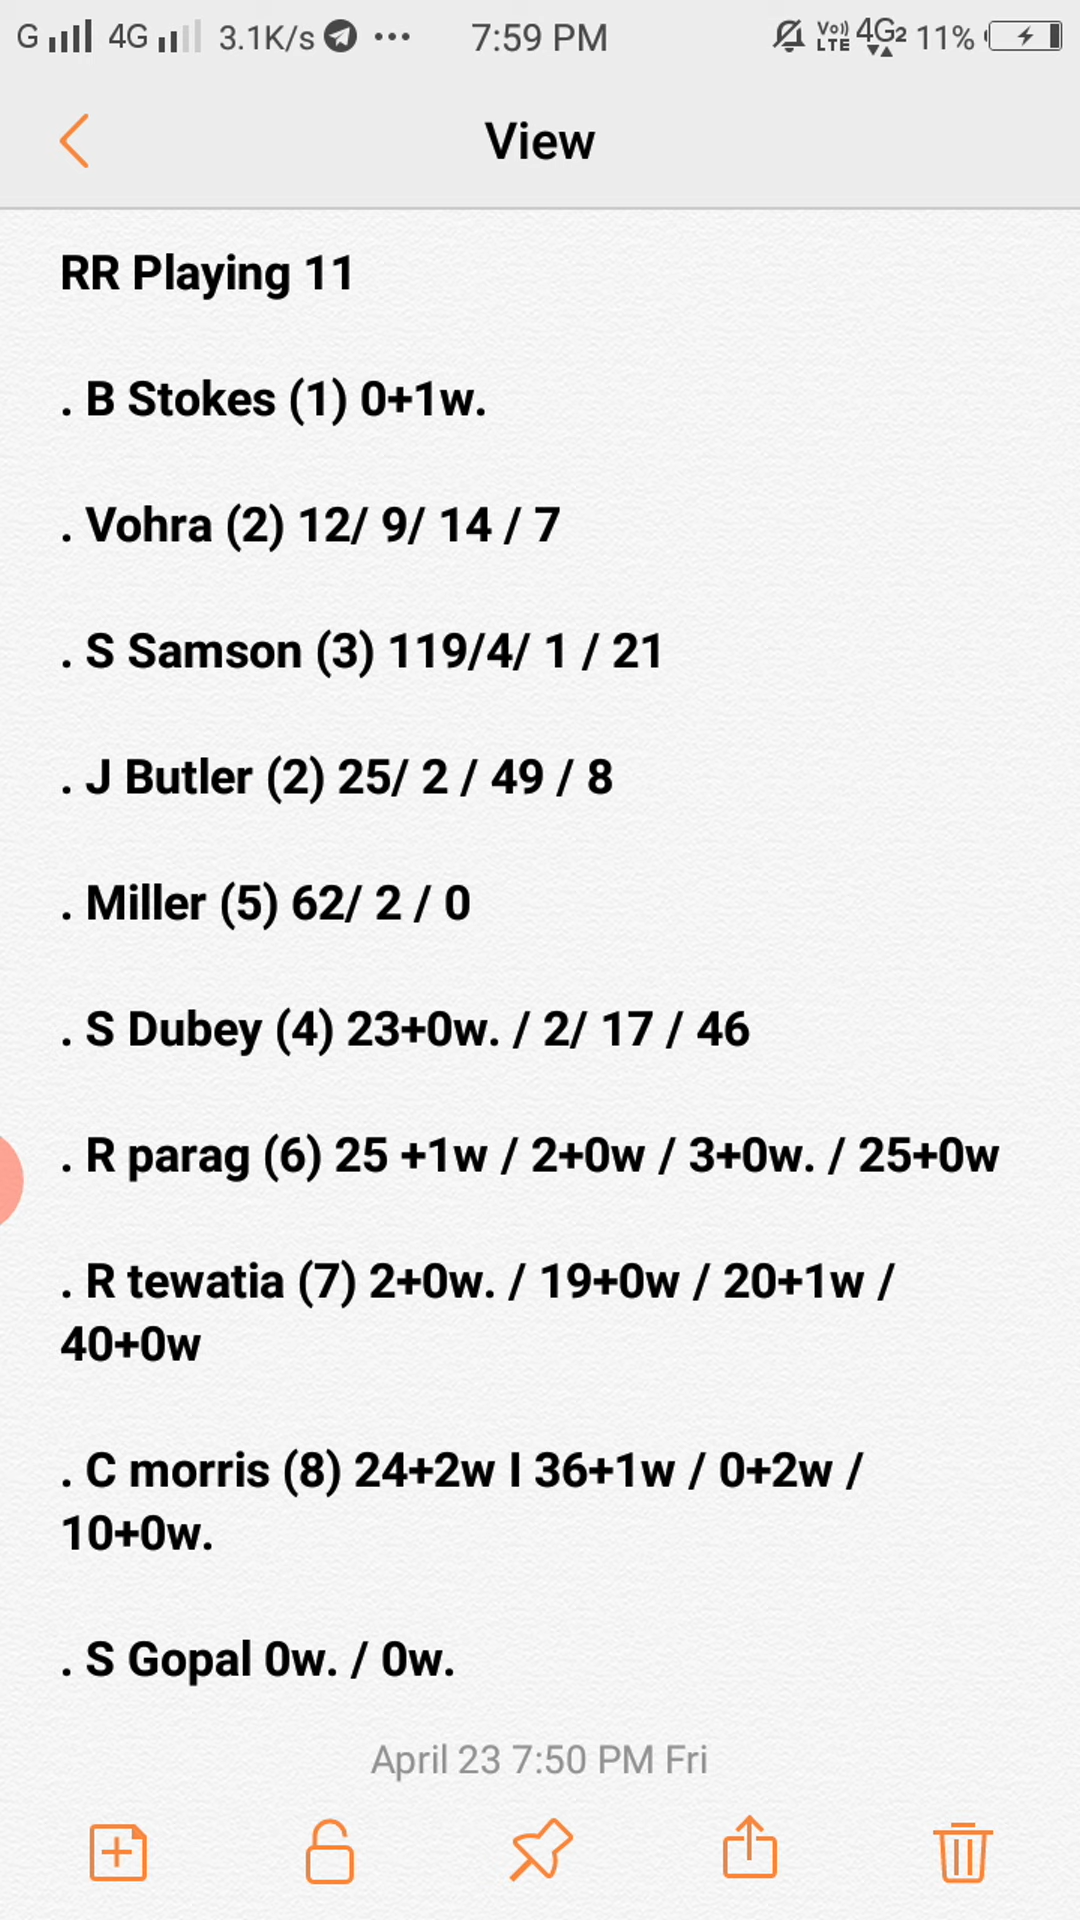 G 4G 3.1K/s ... 7:59 PM Vo)) LTE 4G2 11%
View
RR Playing 11
. B Stokes (1) 0+1w.
. Vohra (2) 12/ 9/ 14 / 7
. S Samson (3) 119/4/ 1 / 21
. J Butler (2) 25/ 2 / 49 / 8
. Miller (5) 62/ 2 / 0
. S Dubey (4) 23+0w. / 2/ 17 / 46
. R parag (6) 25 +1w / 2+0w / 3+0w. / 25+0w
. R tewatia (7) 2+0w. / 19+0w / 20+1w /
40+0w
. C morris (8) 24+2w I 36+1w / 0+2w /
10+0w.
. S Gopal 0w. / 0w.
April 23 7:50 PM Fri